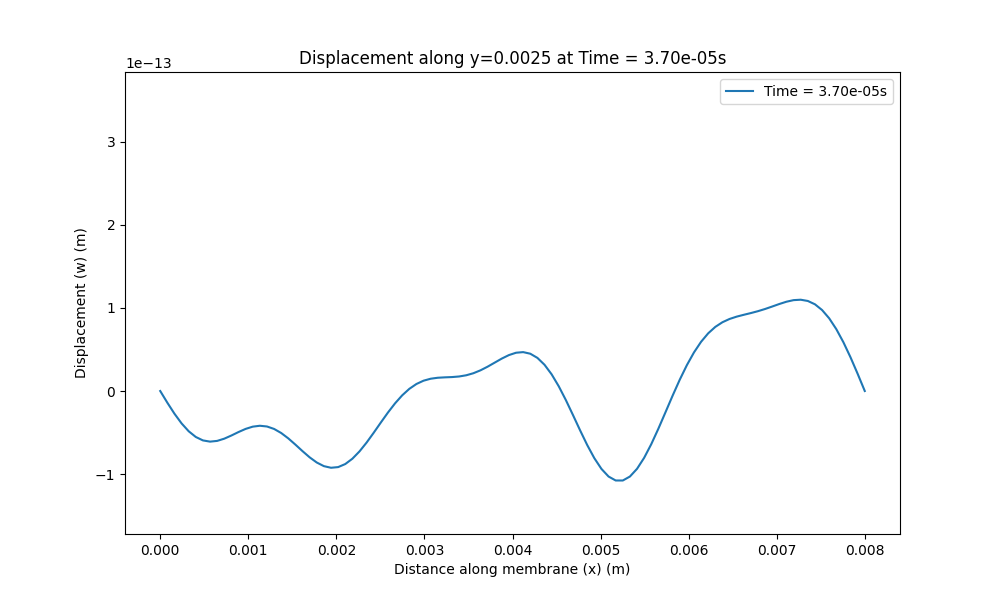 Displacement along y=0.0025 at Time = 3.70e-05s
1e−13
Time = 3.70e-05s
3
2
1
0
−1
Displacement (w) (m)
0.000 0.001 0.002 0.003 0.004 0.005 0.006 0.007 0.008
Distance along membrane (x) (m)